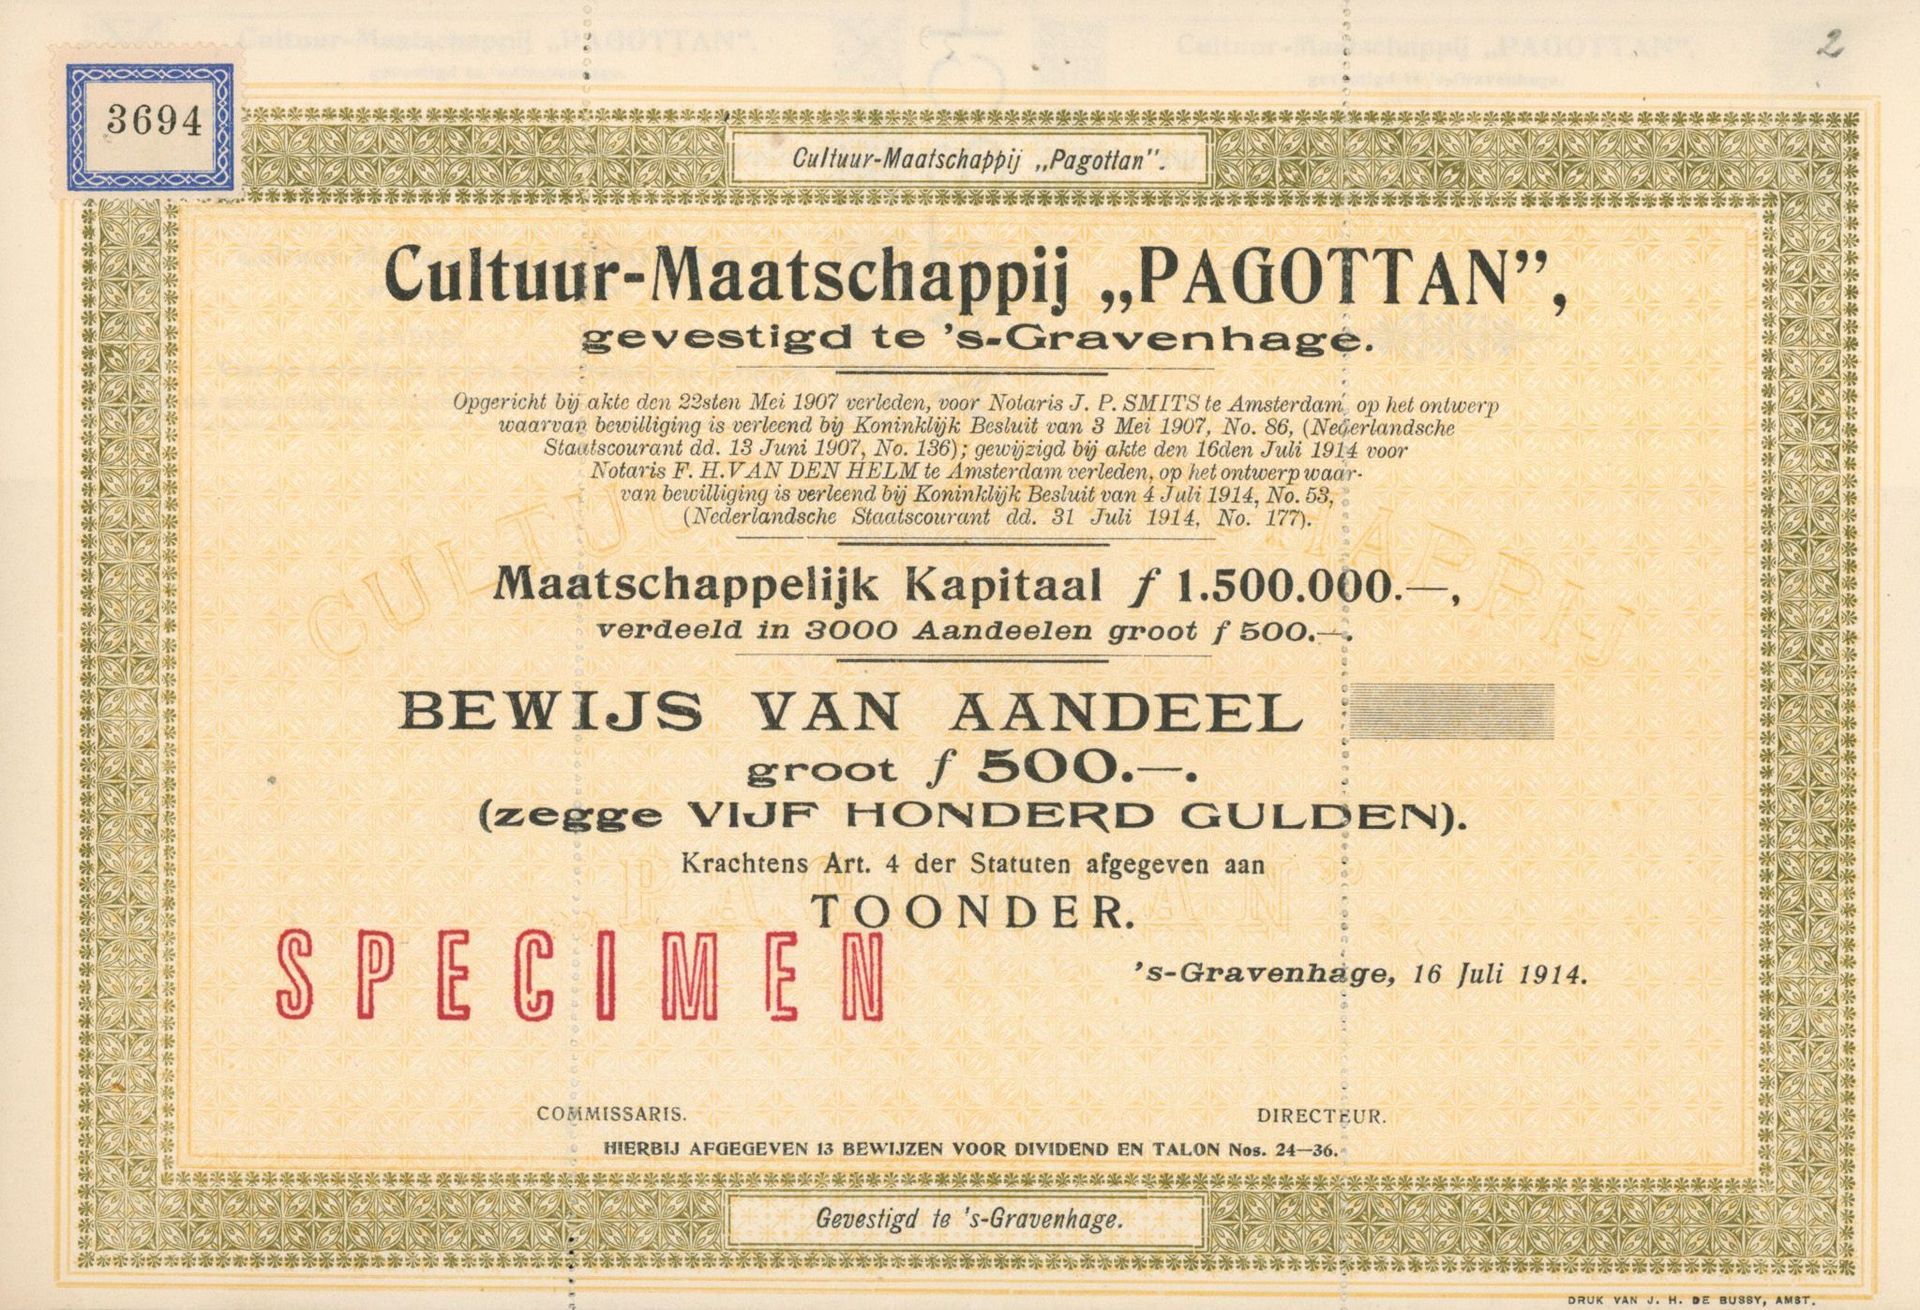 2
3694
Cultuur-Maatschappij „Pagottan”.
Cultuur-Maatschappij „PAGOTTAN”,
gevestigd te 's-Gravenhage.
Opgericht bij akte den 22sten Mei 1907 verleden, voor Notaris J. P. SMITS te Amsterdam, op het ontwerp
waarvan bewilliging is verleend bij Koninklijk Besluit van 3 Mei 1907, No. 86, (Nederlandsche
Staatscourant dd. 13 Juni 1907, No. 136); gewijzigd bij akte den 16den Juli 1914 voor
Notaris F. H. VAN DEN HELM te Amsterdam verleden, op het ontwerp waar-
van bewilliging is verleend bij Koninklijk Besluit van 4 Juli 1914, No. 53,
(Nederlandsche Staatscourant dd. 31 Juli 1914, No. 177).
Maatschappelijk Kapitaal f 1.500.000.—,
verdeeld in 3000 Aandeelen groot f 500.—.
BEWIJS VAN AANDEEL
groot f 500.—.
(zegge VIJF HONDERD GULDEN).
Krachtens Art. 4 der Statuten afgegeven aan
TOONDER.
SPECIMEN
's-Gravenhage, 16 Juli 1914.
COMMISSARIS. DIRECTEUR.
HIERBIJ AFGEGEVEN 13 BEWIJZEN VOOR DIVIDEND EN TALON Nos. 24—36.
Gevestigd te 's-Gravenhage.
DRUK VAN J. H. DE BUSSY, AMST.